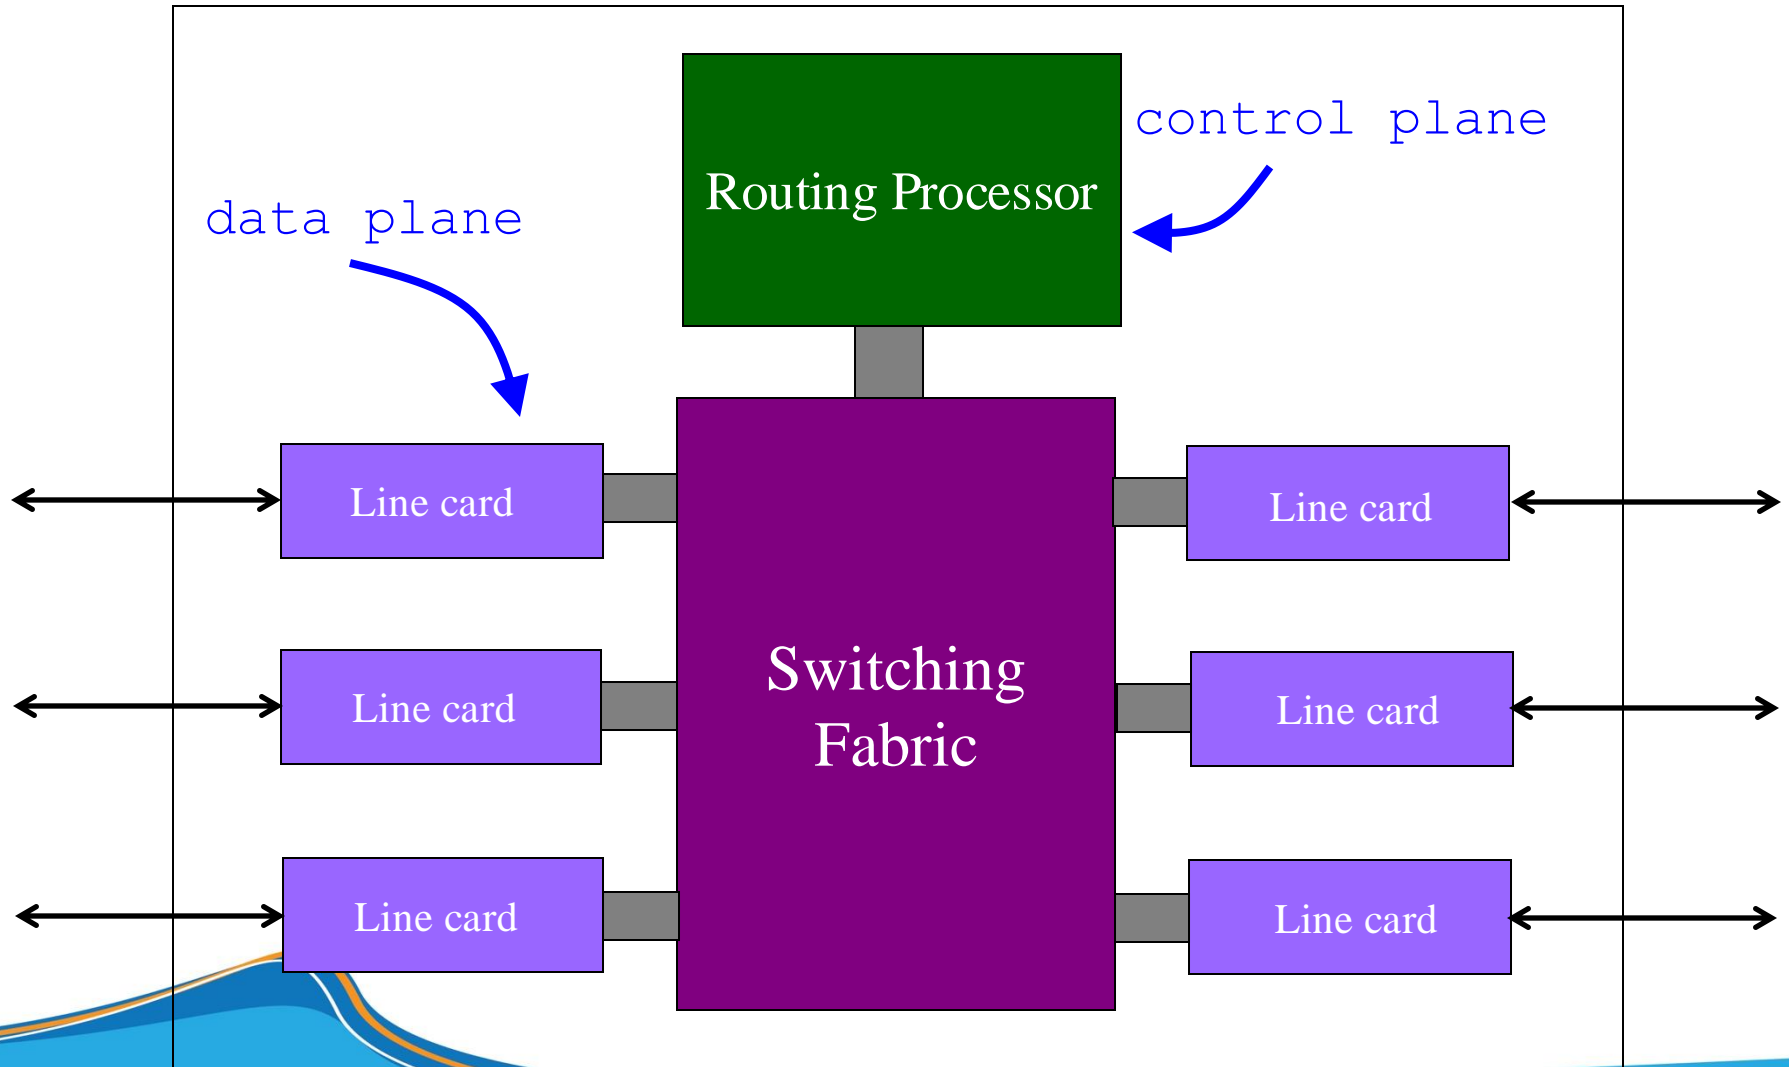 control plane
Routing Processor
data plane
Line card
Line card
Switching
Fabric
Line card
Line card
Line card
Line card